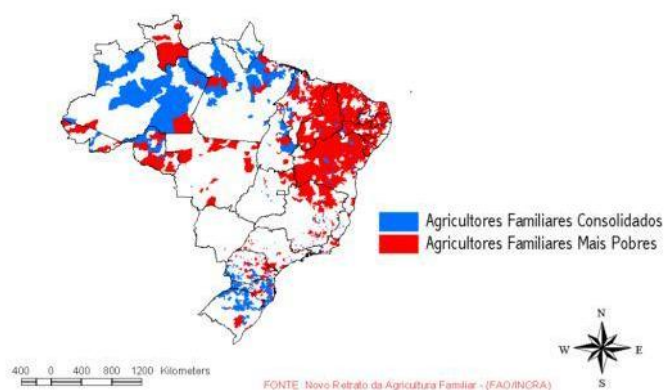 Agricultores Familiares Consolidados
Agricultores Familiares Mais Pobres
N
W E
S
400 0 400 800 1200 Kilometers
FONTE: Novo Retrato da Agricultura Familiar - (FAO/INCRA)